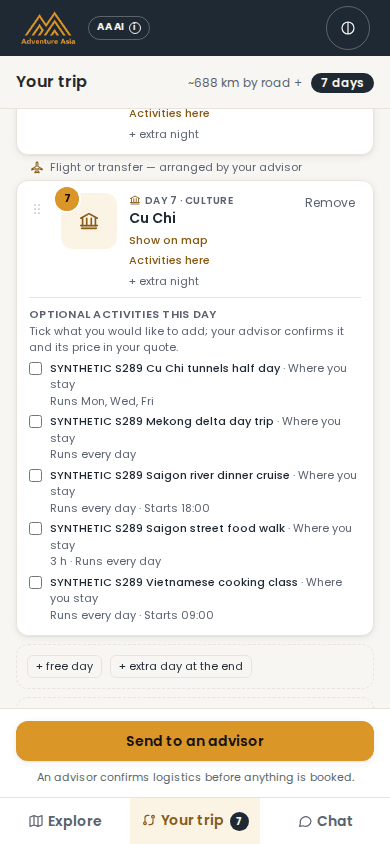 Adventure Asia
AAAI i
Your trip
~688 km by road +
7 days
Activities here
+ extra night
Flight or transfer — arranged by your advisor
7
DAY 7 · CULTURE
Remove
Cu Chi
Show on map
Activities here
+ extra night
OPTIONAL ACTIVITIES THIS DAY
Tick what you would like to add; your advisor confirms it
and its price in your quote.
SYNTHETIC S289 Cu Chi tunnels half day · Where you
stay
Runs Mon, Wed, Fri
SYNTHETIC S289 Mekong delta day trip · Where you
stay
Runs every day
SYNTHETIC S289 Saigon river dinner cruise · Where you
stay
Runs every day · Starts 18:00
SYNTHETIC S289 Saigon street food walk · Where you
stay
3 h · Runs every day
SYNTHETIC S289 Vietnamese cooking class · Where
you stay
Runs every day · Starts 09:00
+ free day
+ extra day at the end
Send to an advisor
An advisor confirms logistics before anything is booked.
Explore
Your trip 7
Chat